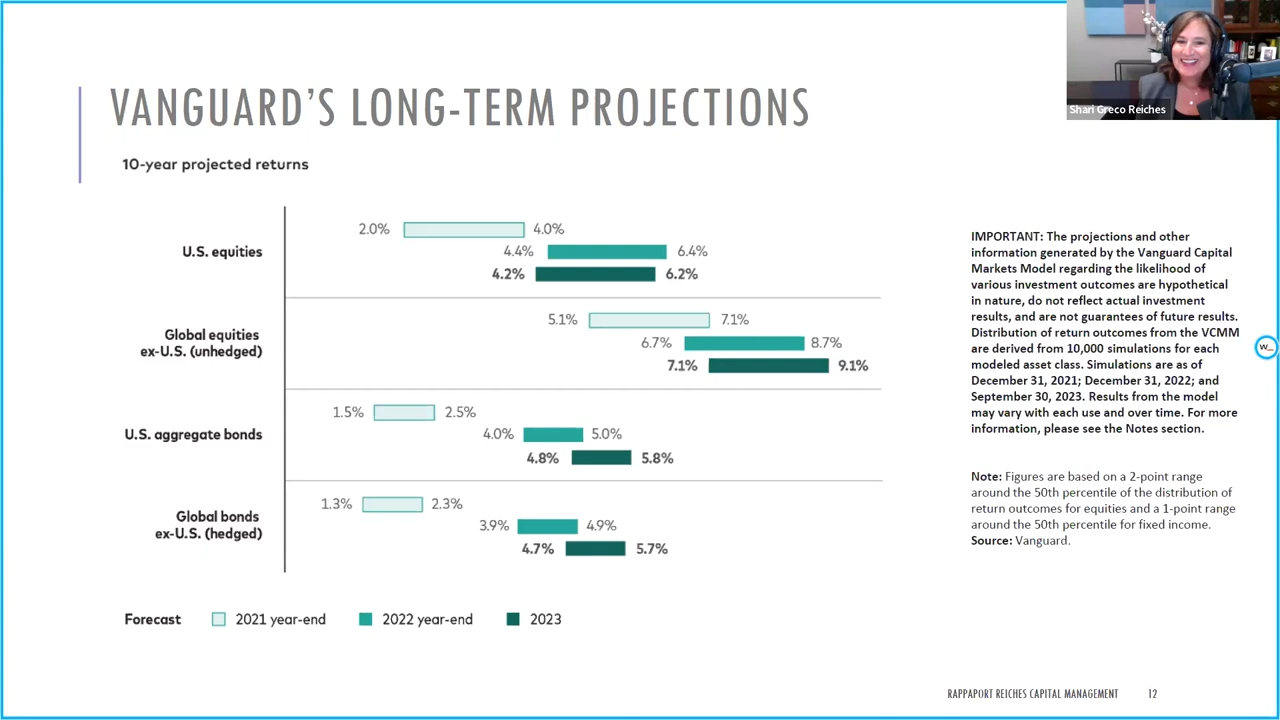 Shari Greco Reiches
VANGUARD'S LONG-TERM PROJECTIONS
10-year projected returns
U.S. equities
2.0% 4.0%
4.4% 6.4%
4.2% 6.2%
Global equities
ex-U.S. (unhedged)
5.1% 7.1%
6.7% 8.7%
7.1% 9.1%
U.S. aggregate bonds
1.5% 2.5%
4.0% 5.0%
4.8% 5.8%
Global bonds
ex-U.S. (hedged)
1.3% 2.3%
3.9% 4.9%
4.7% 5.7%
Forecast 2021 year-end 2022 year-end 2023
IMPORTANT: The projections and other
information generated by the Vanguard Capital
Markets Model regarding the likelihood of
various investment outcomes are hypothetical
in nature, do not reflect actual investment
results, and are not guarantees of future results.
Distribution of return outcomes from the VCMM
are derived from 10,000 simulations for each
modeled asset class. Simulations are as of
December 31, 2021; December 31, 2022; and
September 30, 2023. Results from the model
may vary with each use and over time. For more
information, please see the Notes section.
Note: Figures are based on a 2-point range
around the 50th percentile of the distribution of
return outcomes for equities and a 1-point range
around the 50th percentile for fixed income.
Source: Vanguard.
W_
RAPPAPORT REICHES CAPITAL MANAGEMENT 12